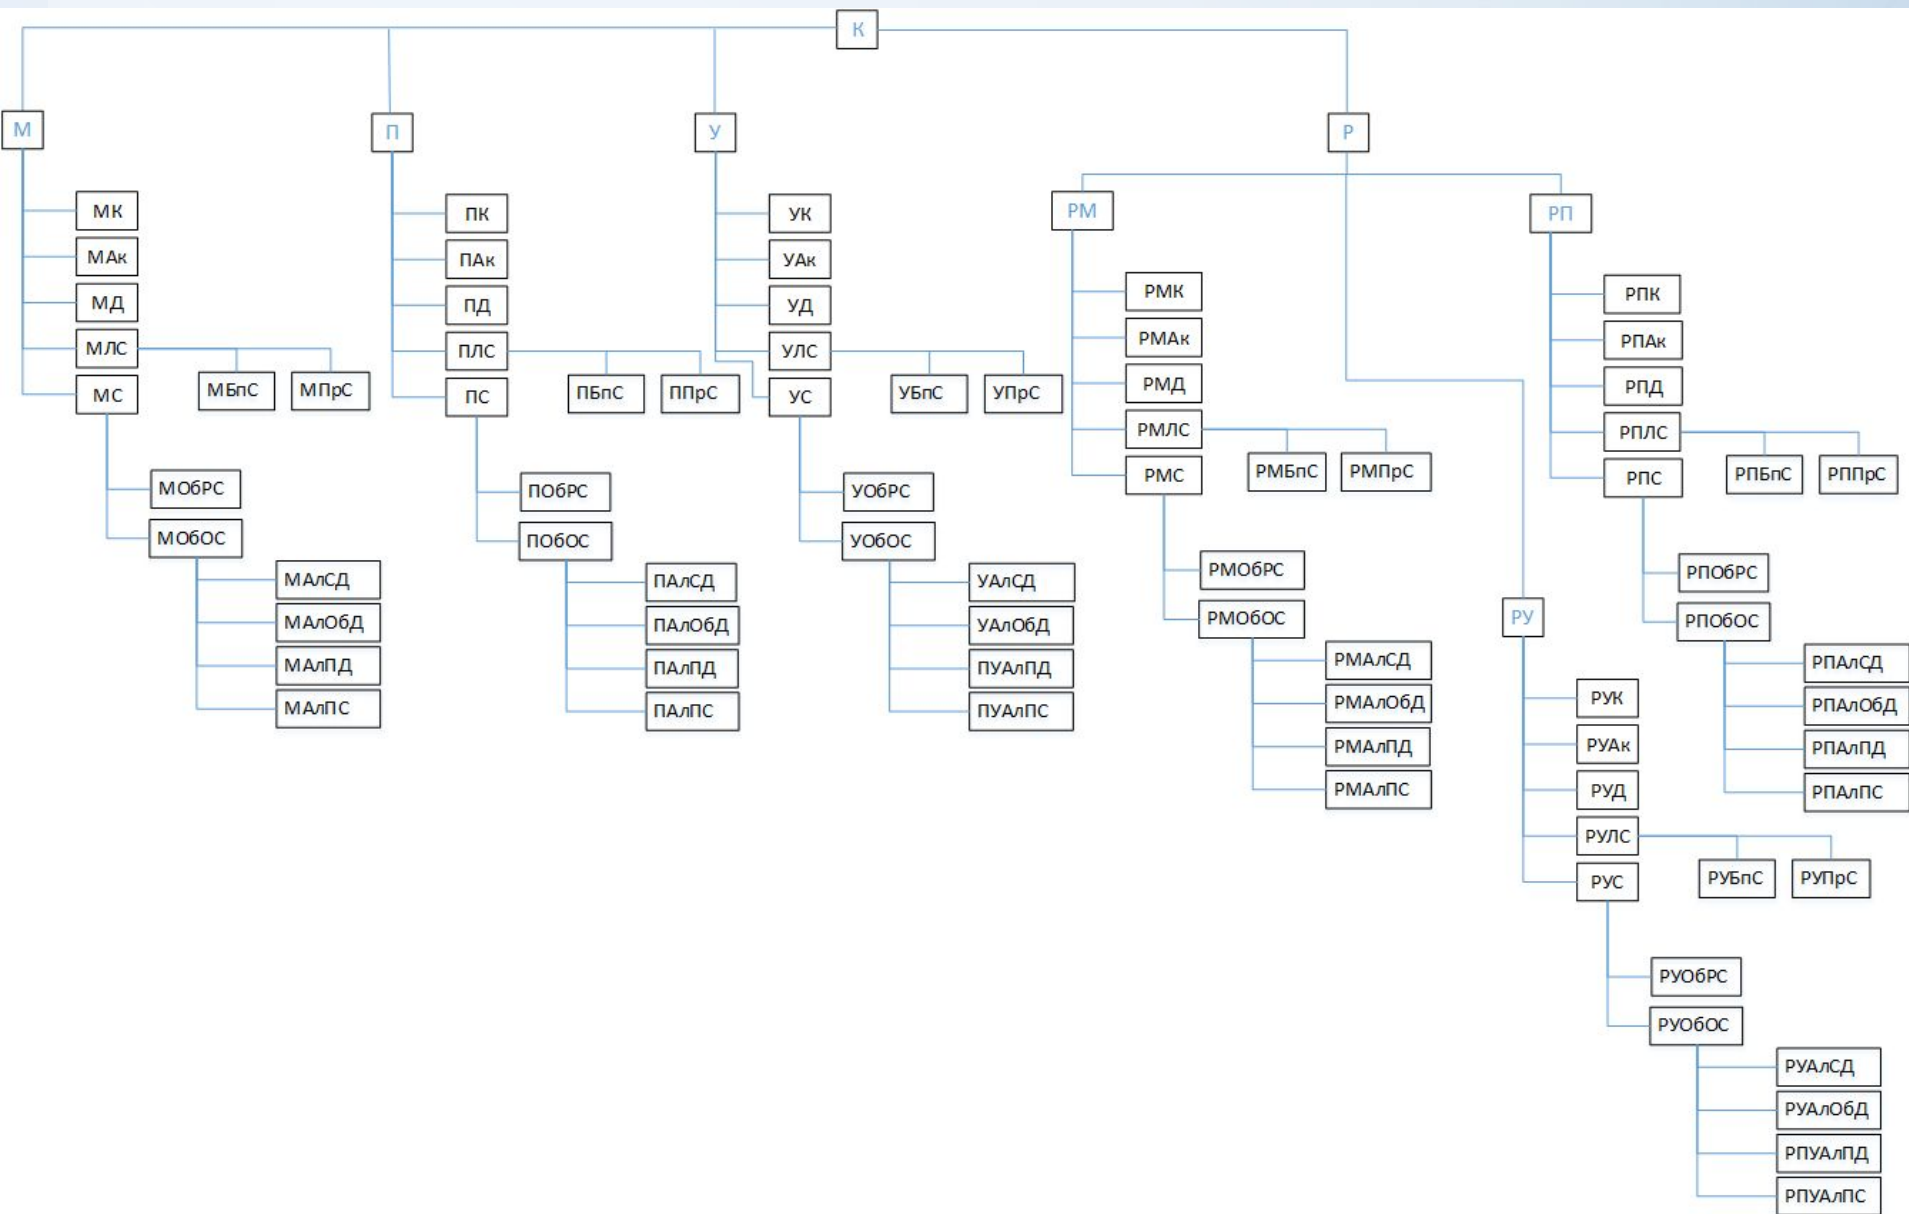 К
М
П
У
Р
МК
МАк
МД
МЛС
МС
МБпС
МПрС
МОбРС
МОбОС
МАлСД
МАлОбД
МАлПД
МАлПС
ПК
ПАк
ПД
ПЛС
ПС
ПБпС
ППрС
ПОбРС
ПОбОС
ПАлСД
ПАлОбД
ПАлПД
ПАлПС
УК
УАк
УД
УЛС
УС
УБпС
УПрС
УОбРС
УОбОС
УАлСД
УАлОбД
ПУАлПД
ПУАлПС
РМ
РМК
РМАк
РМД
РМЛС
РМС
РМБпС
РМПрС
РМОбРС
РМОбОС
РМАлСД
РМАлОбД
РМАлПД
РМАлПС
РП
РПК
РПАк
РПД
РПЛС
РПС
РПБпС
РППрС
РПОбРС
РПОбОС
РПАлСД
РПАлОбД
РПАлПД
РПАлПС
РУ
РУК
РУАк
РУД
РУЛС
РУС
РУБпС
РУПрС
РУОбРС
РУОбОС
РУАлСД
РУАлОбД
РПУАлПД
РПУАлПС